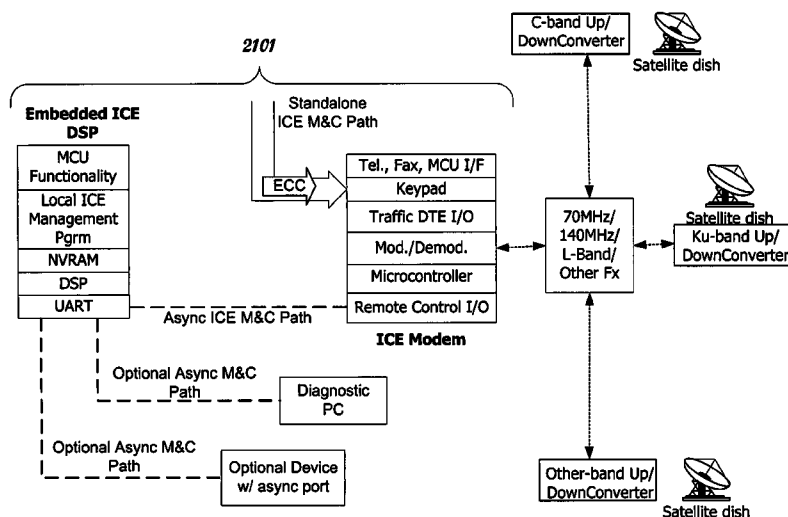 2101
C-band Up/
DownConverter
Satellite dish
Standalone
ICE M&C Path
Embedded ICE
DSP
MCU
Functionality
Local ICE
Management
Pgrm
NVRAM
DSP
UART
ECC
Tel., Fax, MCU I/F
Keypad
Traffic DTE I/O
Mod./Demod.
Microcontroller
Remote Control I/O
ICE Modem
Async ICE M&C Path
70MHz/
140MHz/
L-Band/
Other Fx
Satellite dish
Ku-band Up/
DownConverter
Optional Async M&C
Path
Diagnostic
PC
Optional Async M&C
Path
Optional Device
w/ async port
Other-band Up/
DownConverter
Satellite dish